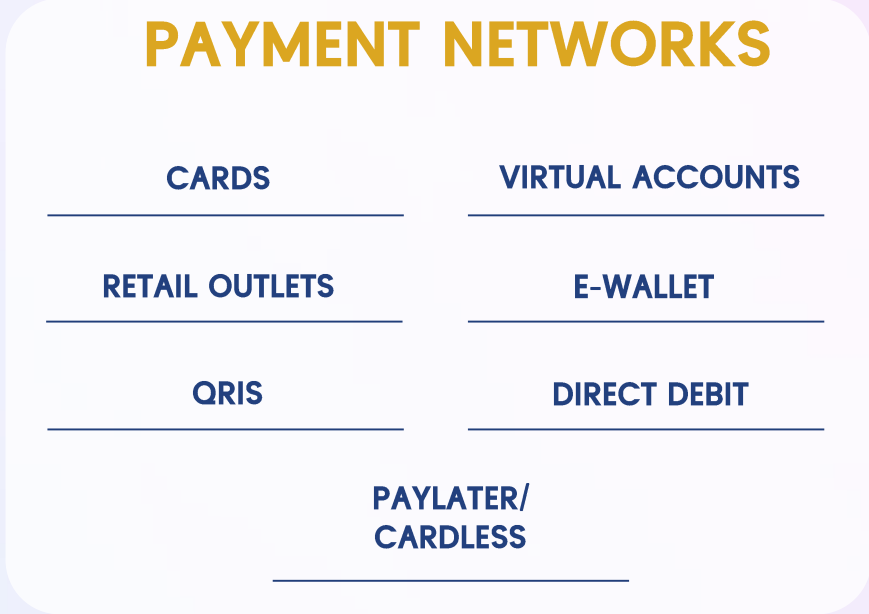 PAYMENT NETWORKS
CARDS
VIRTUAL ACCOUNTS
RETAIL OUTLETS
E-WALLET
QRIS
DIRECT DEBIT
PAYLATER/
CARDLESS